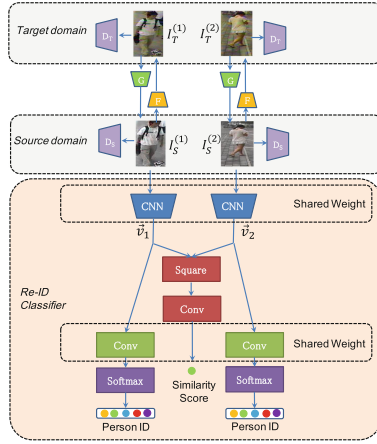 Target domain
D_T
I_T^(1)
I_T^(2)
D_T
G
F
G
F
Source domain
D_S
I_S^(1)
I_S^(2)
D_S
CNN
CNN
Shared Weight
v⃗_1
v⃗_2
Square
Re-ID
Classifier
Conv
Conv
Conv
Shared Weight
Softmax
Similarity
Score
Softmax
Person ID
Person ID